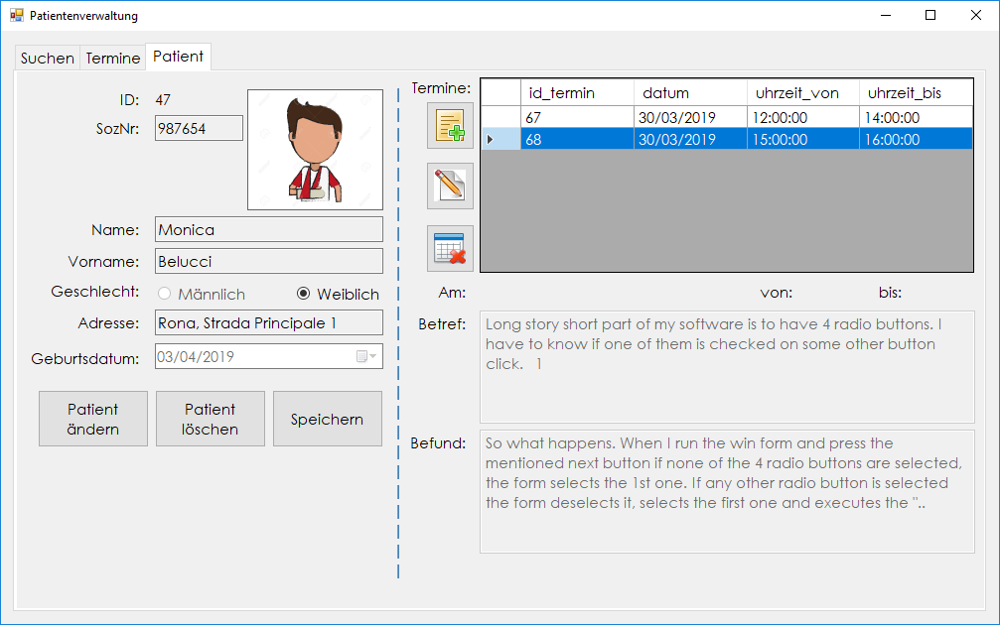 Patientenverwaltung
Suchen Termine Patient
ID: 47
SozNr: 987654
Name: Monica
Vorname: Belucci
Geschlecht: Männlich Weiblich
Adresse: Rona, Strada Principale 1
Geburtsdatum: 03/04/2019
Patient
ändern
Patient
löschen
Speichern
Termine:
id_termin datum uhrzeit_von uhrzeit_bis
67 30/03/2019 12:00:00 14:00:00
68 30/03/2019 15:00:00 16:00:00
Am: von: bis:
Betref: Long story short part of my software is to have 4 radio buttons. I
have to know if one of them is checked on some other button
click. 1
Befund: So what happens. When I run the win form and press the
mentioned next button if none of the 4 radio buttons are selected,
the form selects the 1st one. If any other radio button is selected
the form deselects it, selects the first one and executes the "..